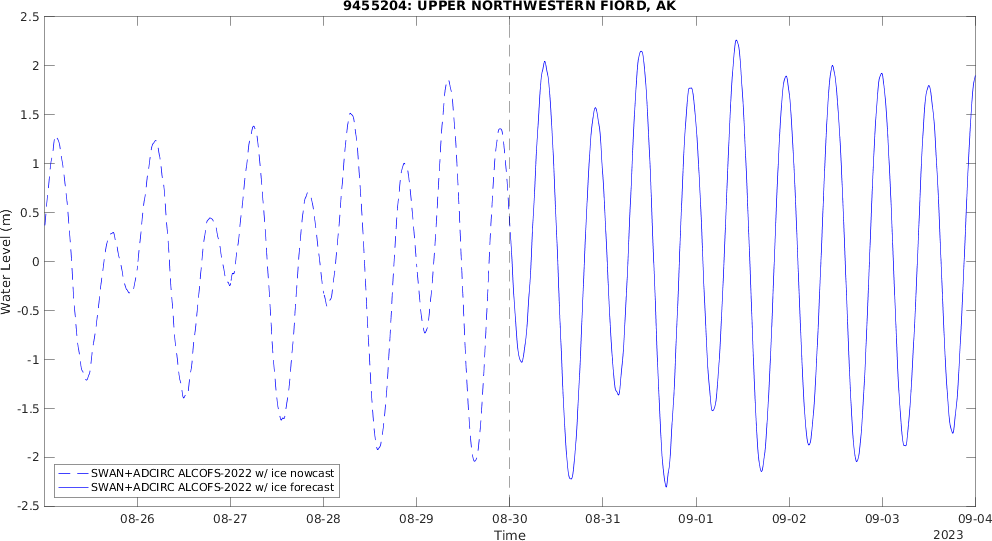 9455204: UPPER NORTHWESTERN FIORD, AK
2.5
2
1.5
1
0.5
0
-0.5
-1
-1.5
-2
-2.5
Water Level (m)
SWAN+ADCIRC ALCOFS-2022 w/ ice nowcast
SWAN+ADCIRC ALCOFS-2022 w/ ice forecast
08-26 08-27 08-28 08-29 08-30 08-31 09-01 09-02 09-03 09-04
Time
2023